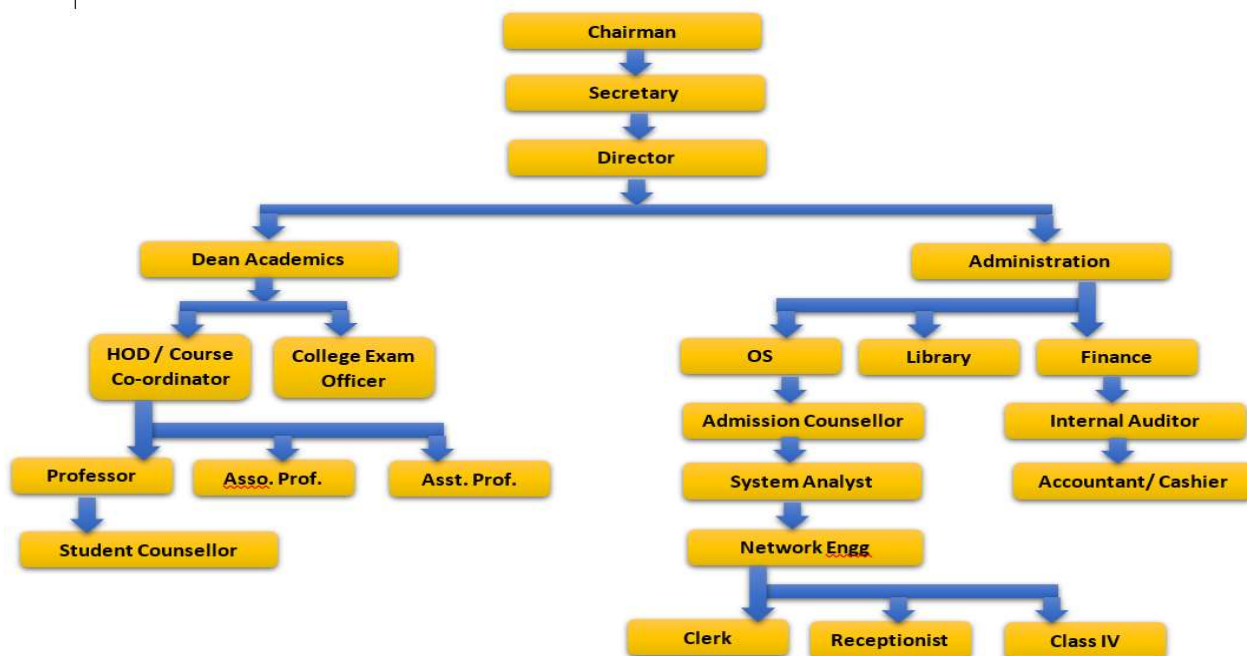 Chairman
Secretary
Director
Dean Academics
Administration
HOD / Course
Co-ordinator
College Exam
Officer
OS
Library
Finance
Admission Counsellor
Internal Auditor
Professor
Asso. Prof.
Asst. Prof.
System Analyst
Accountant/ Cashier
Student Counsellor
Network Engg
Clerk
Receptionist
Class IV